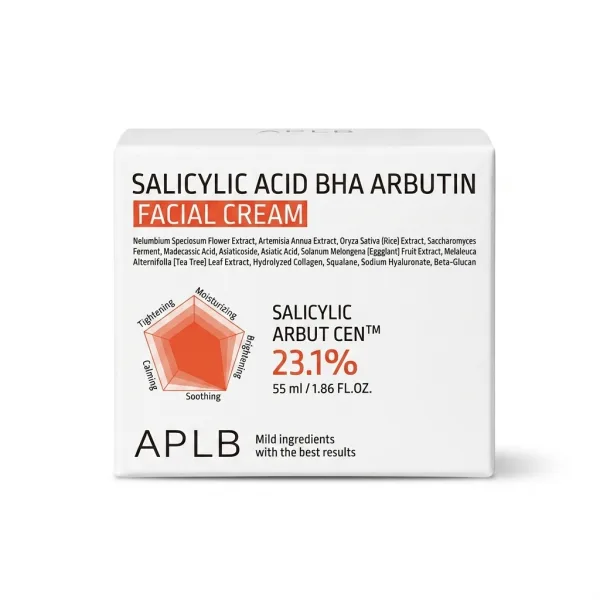 APLB
SALICYLIC ACID BHA ARBUTIN
FACIAL CREAM
Nelumbium Speciosum Flower Extract, Artemisia Annua Extract, Oryza Sativa (Rice) Extract, Saccharomyces
Ferment, Madecassic Acid, Asiaticoside, Asiatic Acid, Solanum Melongena (Eggglant) Fruit Extract, Melaleuca
Alternifolla (Tea Tree) Leaf Extract, Hydrolyzed Collagen, Squalane, Sodium Hyaluronate, Beta-Glucan
Tightening
Moisturizing
Brightening
Calming
Soothing
SALICYLIC
ARBUT CEN™
23.1%
55 ml / 1.86 FL.OZ.
APLB
Mild ingredients
with the best results